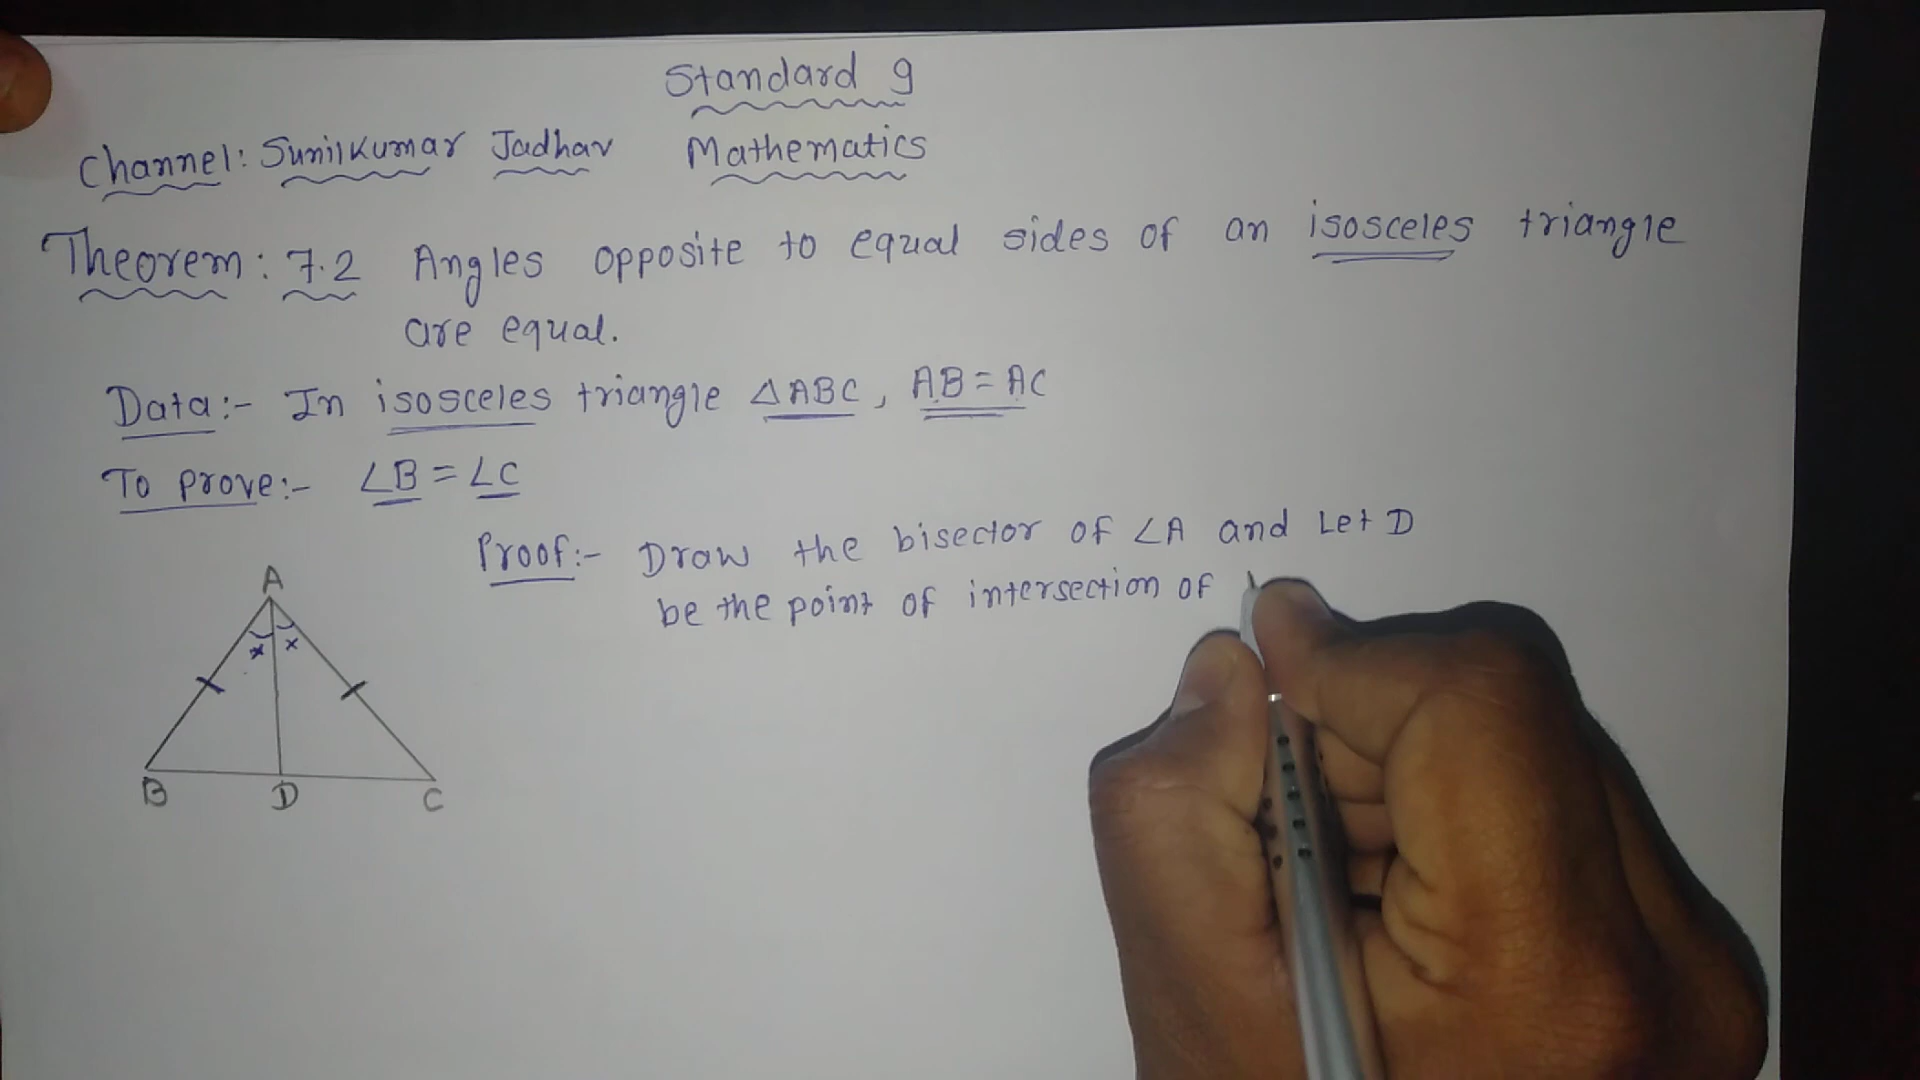 Standard 9
Channel: Sunilkumar Jadhav Mathematics
Theorem: 7.2 Angles opposite to equal sides of an isosceles triangle
are equal.
Data:- In isosceles triangle △ABC, AB=AC
To prove:- ∠B=∠C
Proof:- Draw the bisector of ∠A and Let D
be the point of intersection of
A
x x
B D C